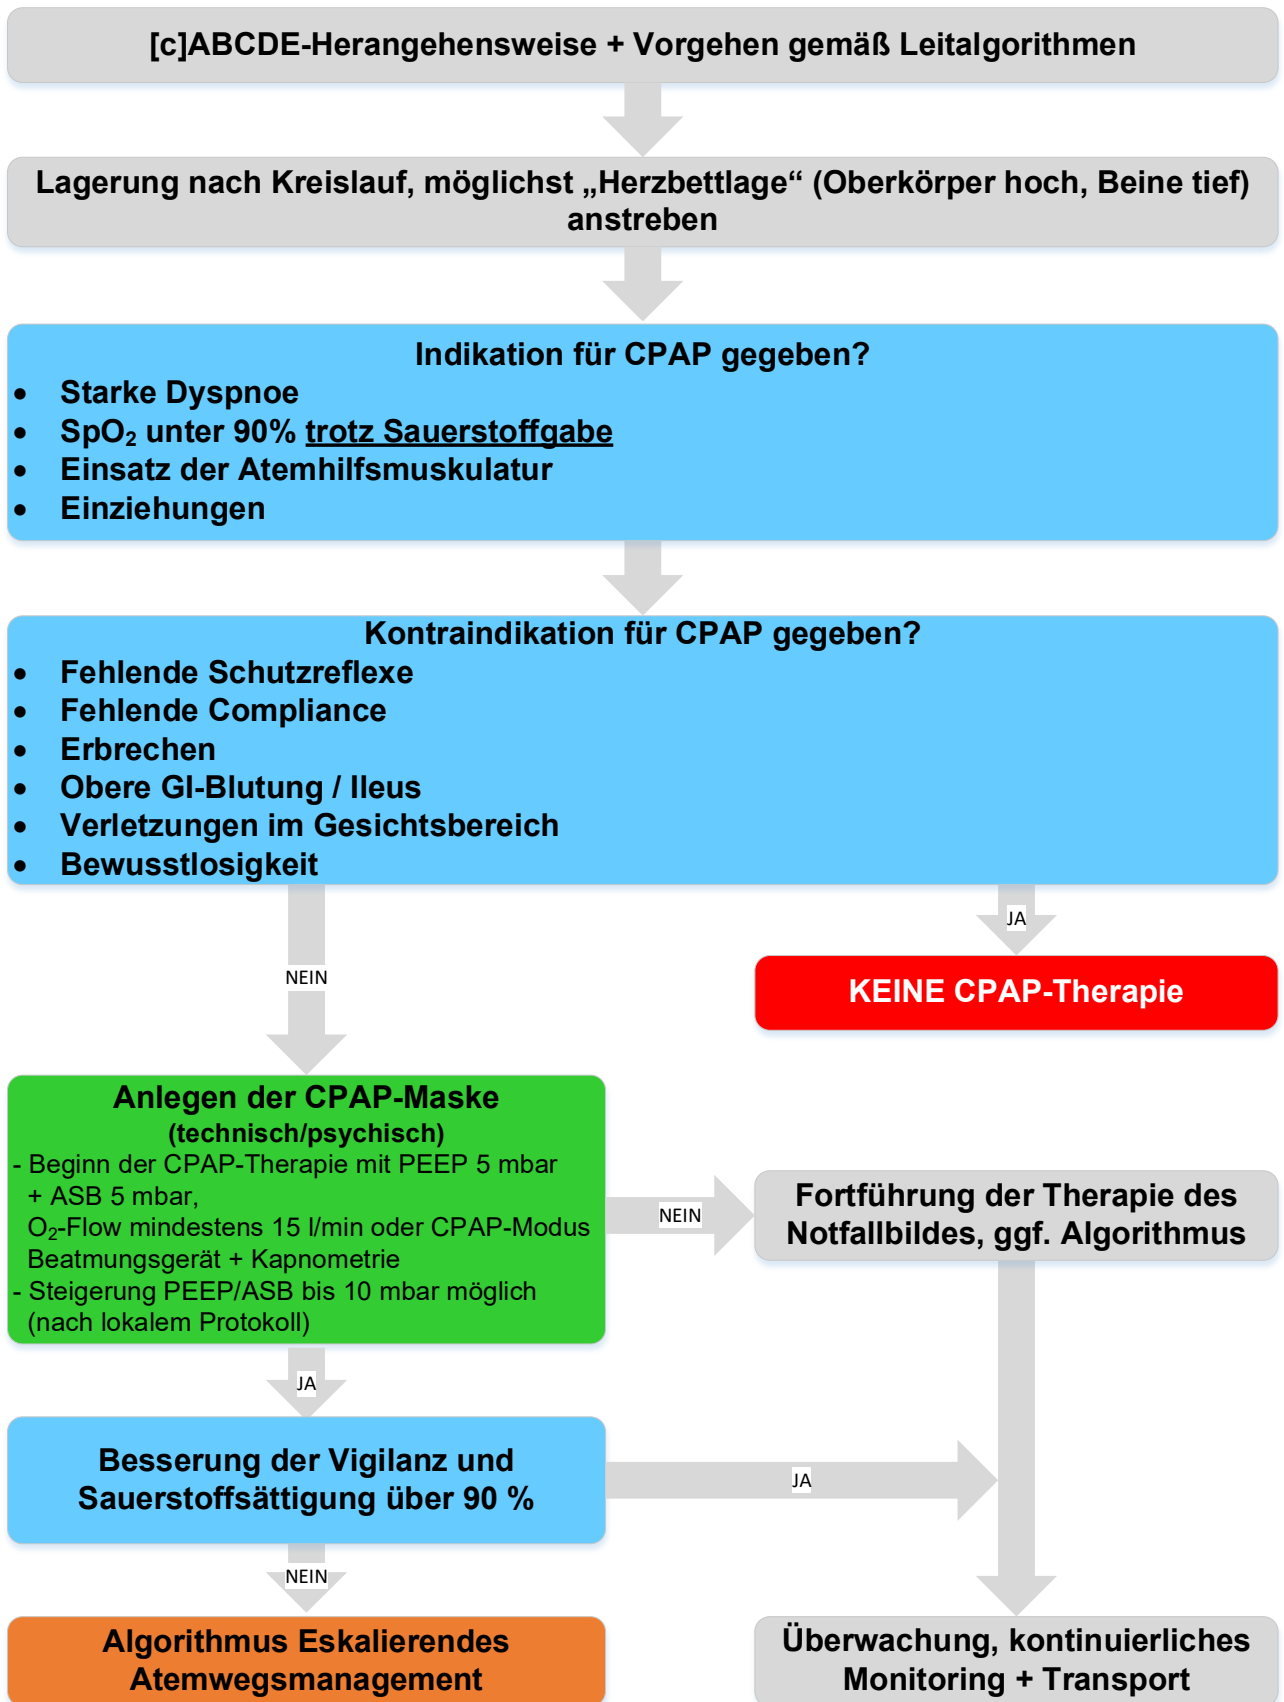 [c]ABCDE-Herangehensweise + Vorgehen gemäß Leitalgorithmen
Lagerung nach Kreislauf, möglichst „Herzbettlage“ (Oberkörper hoch, Beine tief)
anstreben
Indikation für CPAP gegeben?
• Starke Dyspnoe
• SpO₂ unter 90% trotz Sauerstoffgabe
• Einsatz der Atemhilfsmuskulatur
• Einziehungen
Kontraindikation für CPAP gegeben?
• Fehlende Schutzreflexe
• Fehlende Compliance
• Erbrechen
• Obere GI-Blutung / Ileus
• Verletzungen im Gesichtsbereich
• Bewusstlosigkeit
JA
NEIN
KEINE CPAP-Therapie
Anlegen der CPAP-Maske
(technisch/psychisch)
- Beginn der CPAP-Therapie mit PEEP 5 mbar
+ ASB 5 mbar,
O₂-Flow mindestens 15 l/min oder CPAP-Modus
Beatmungsgerät + Kapnometrie
- Steigerung PEEP/ASB bis 10 mbar möglich
(nach lokalem Protokoll)
NEIN
Fortführung der Therapie des
Notfallbildes, ggf. Algorithmus
JA
Besserung der Vigilanz und
Sauerstoffsättigung über 90 %
JA
NEIN
Algorithmus Eskalierendes
Atemwegsmanagement
Überwachung, kontinuierliches
Monitoring + Transport